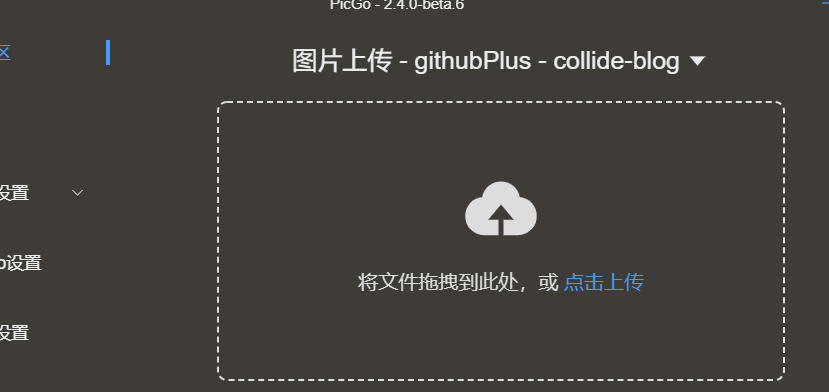 PicGo - 2.4.0-beta.6
区
图片上传 - githubPlus - collide-blog
设置
o设置
将文件拖拽到此处，或 点击上传
设置